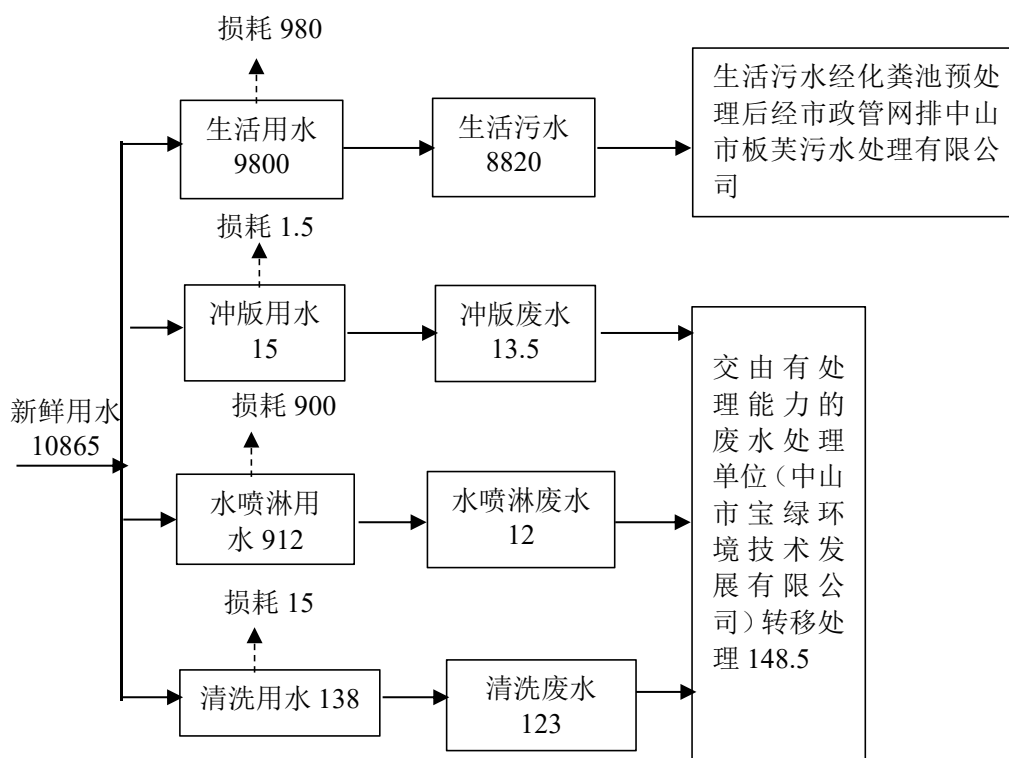 损耗 980
生活用水
9800
生活污水
8820
生活污水经化粪池预处
理后经市政管网排中山
市板芙污水处理有限公
司
损耗 1.5
冲版用水
15
冲版废水
13.5
新鲜用水
10865
损耗 900
水喷淋用
水 912
水喷淋废水
12
损耗 15
清洗用水 138
清洗废水
123
交由有处
理能力的
废水处理
单位（中山
市宝绿环
境技术发
展有限公
司）转移处
理 148.5